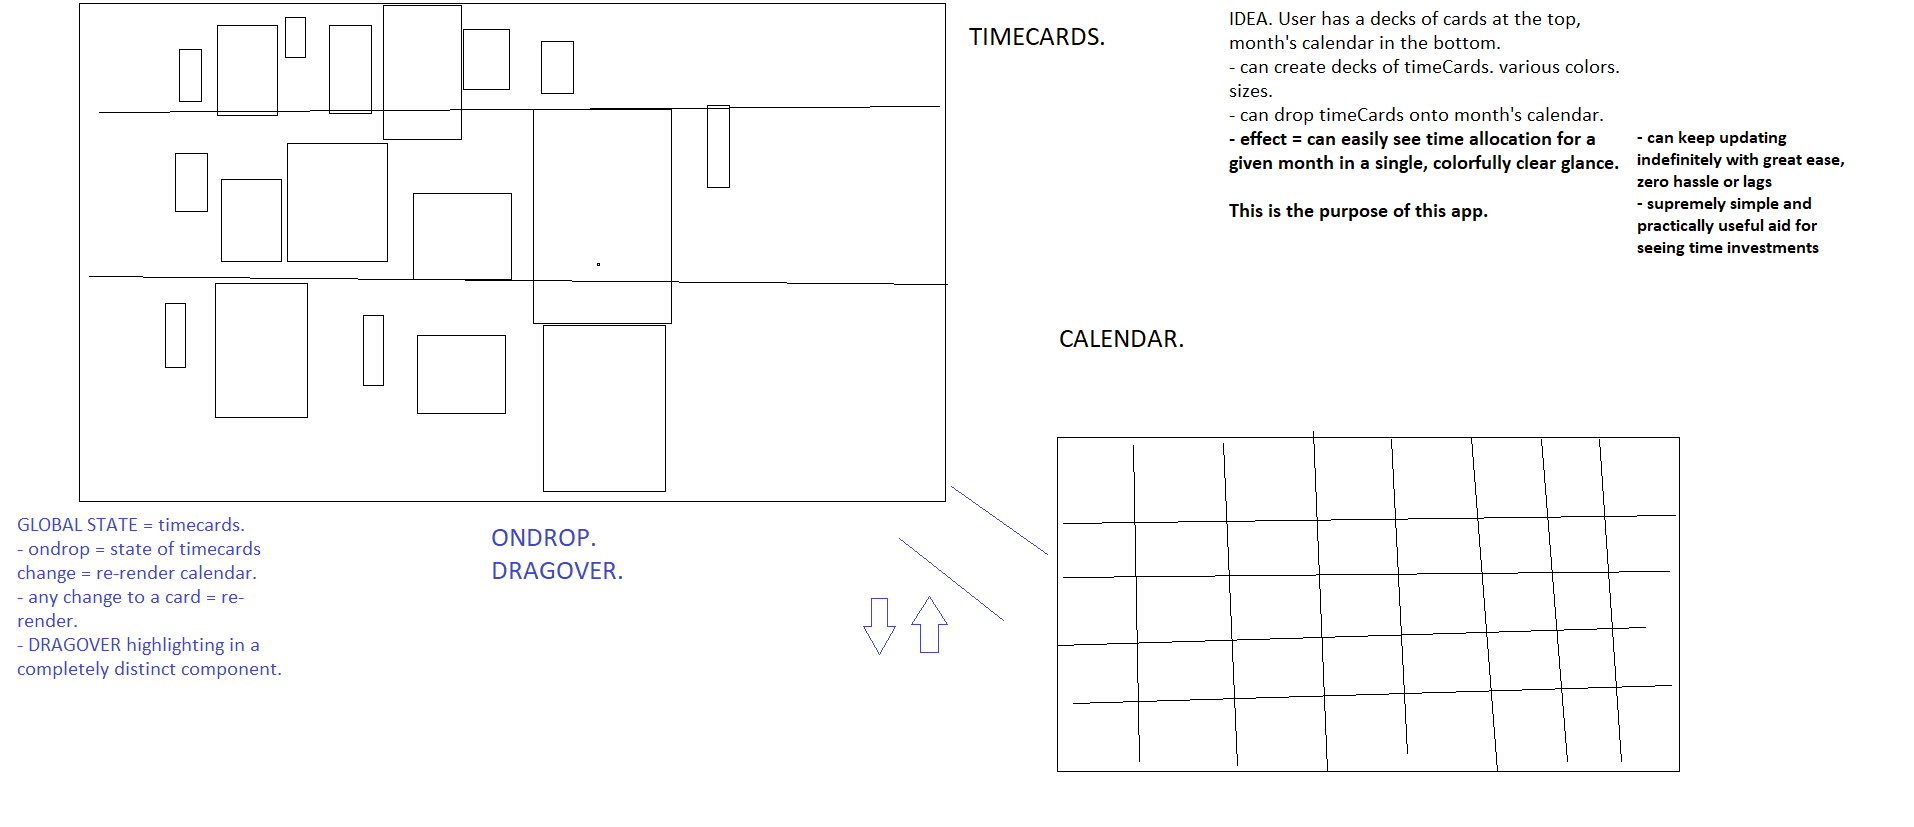 TIMECARDS.
IDEA. User has a decks of cards at the top,
month's calendar in the bottom.
- can create decks of timeCards. various colors.
sizes.
- can drop timeCards onto month's calendar.
- effect = can easily see time allocation for a
given month in a single, colorfully clear glance.
This is the purpose of this app.
- can keep updating
indefinitely with great ease,
zero hassle or lags
- supremely simple and
practically useful aid for
seeing time investments
CALENDAR.
GLOBAL STATE = timecards.
- ondrop = state of timecards
change = re-render calendar.
- any change to a card = re-
render.
- DRAGOVER highlighting in a
completely distinct component.
ONDROP.
DRAGOVER.